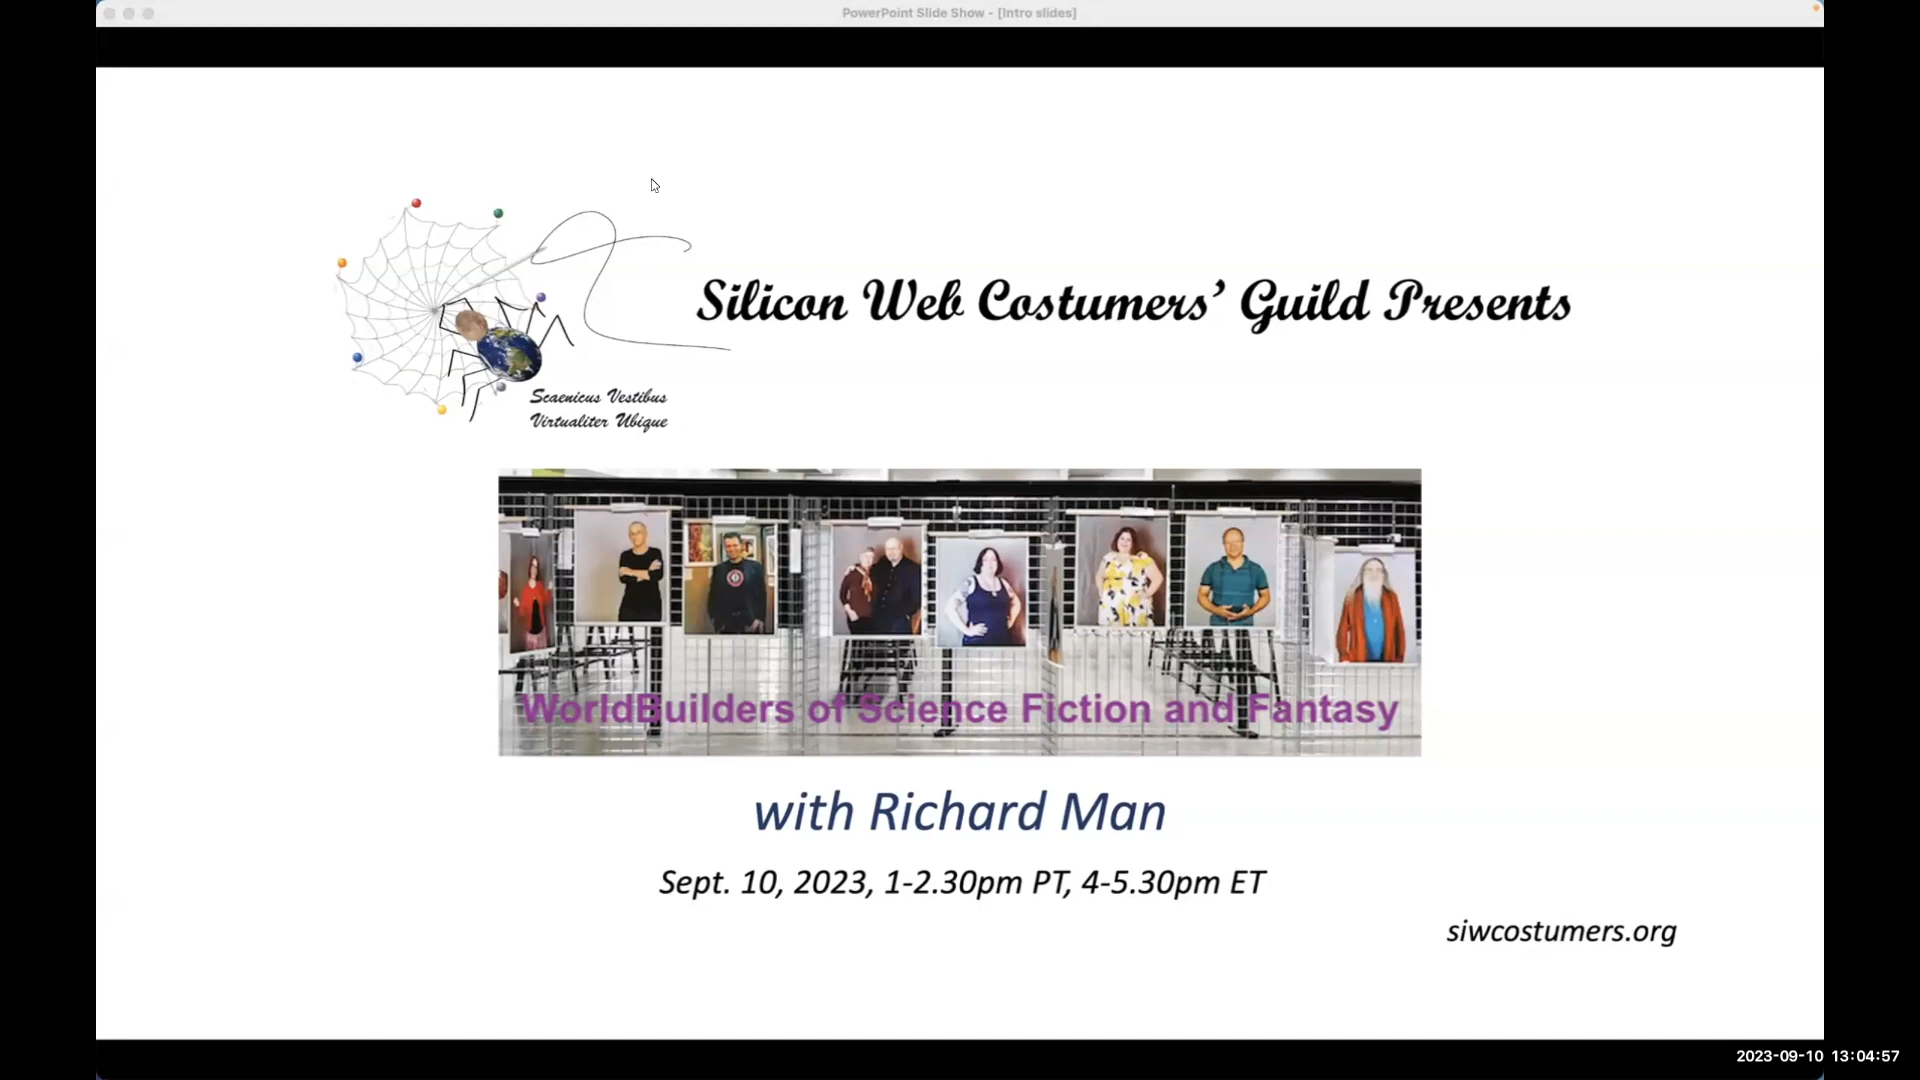 PowerPoint Slide Show - [Intro slides]
Silicon Web Costumers’ Guild Presents
Scaenicus Vestibus
Virtualiter Ubique
WorldBuilders of Science Fiction and Fantasy
with Richard Man
Sept. 10, 2023, 1-2.30pm PT, 4-5.30pm ET
siwcostumers.org
2023-09-10 13:04:57